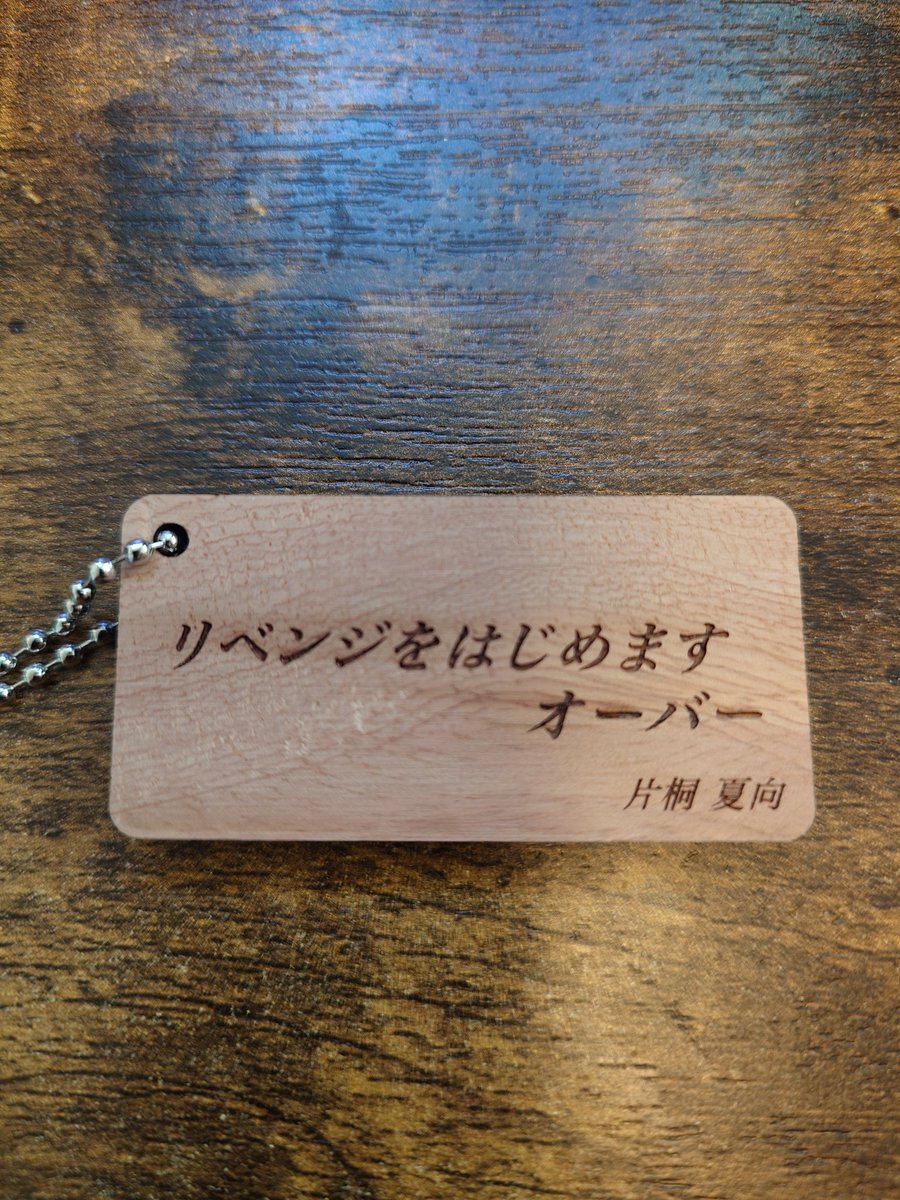 リベンジをはじめます
オーバー
片桐 夏向